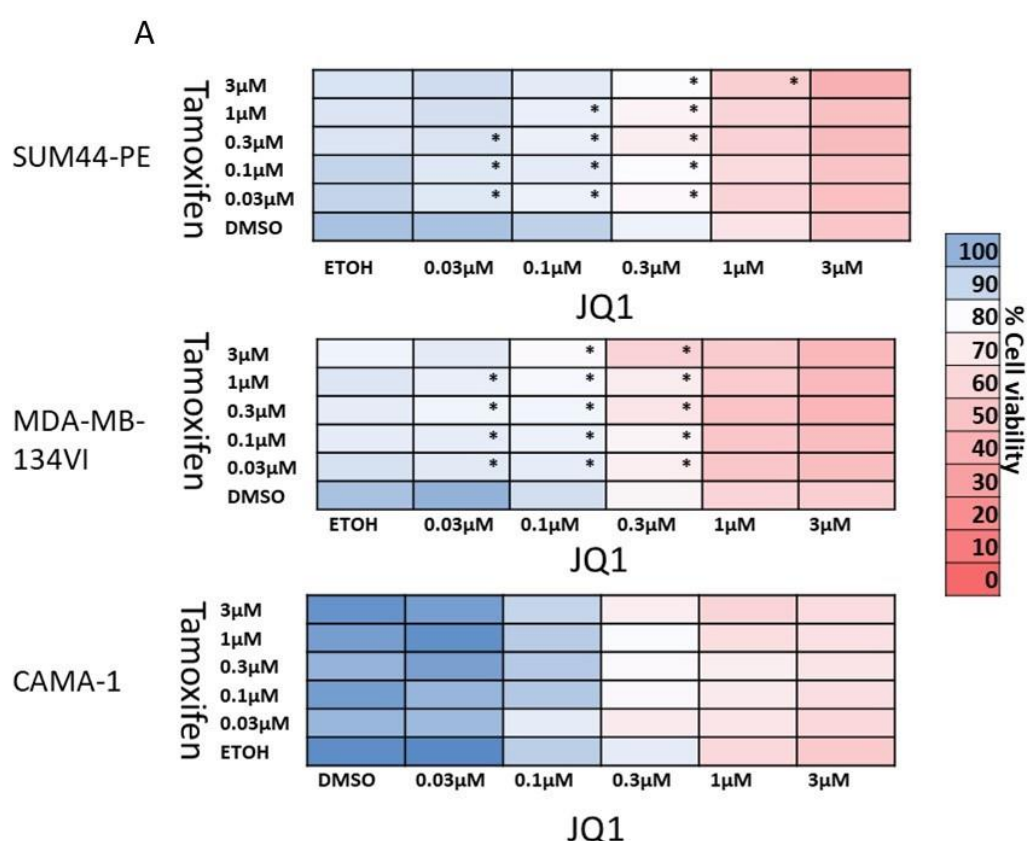 A
SUM44-PE
Tamoxifen
3µM * *
1µM * *
0.3µM * * *
0.1µM * * *
0.03µM * * *
DMSO
ETOH 0.03µM 0.1µM 0.3µM 1µM 3µM
JQ1
MDA-MB-
134VI
Tamoxifen
3µM * *
1µM * * *
0.3µM * * *
0.1µM * * *
0.03µM * * *
DMSO
ETOH 0.03µM 0.1µM 0.3µM 1µM 3µM
JQ1
CAMA-1
Tamoxifen
3µM
1µM
0.3µM
0.1µM
0.03µM
ETOH
DMSO 0.03µM 0.1µM 0.3µM 1µM 3µM
JQ1
100
90
80
70
60
50
40
30
20
10
0
% Cell viability